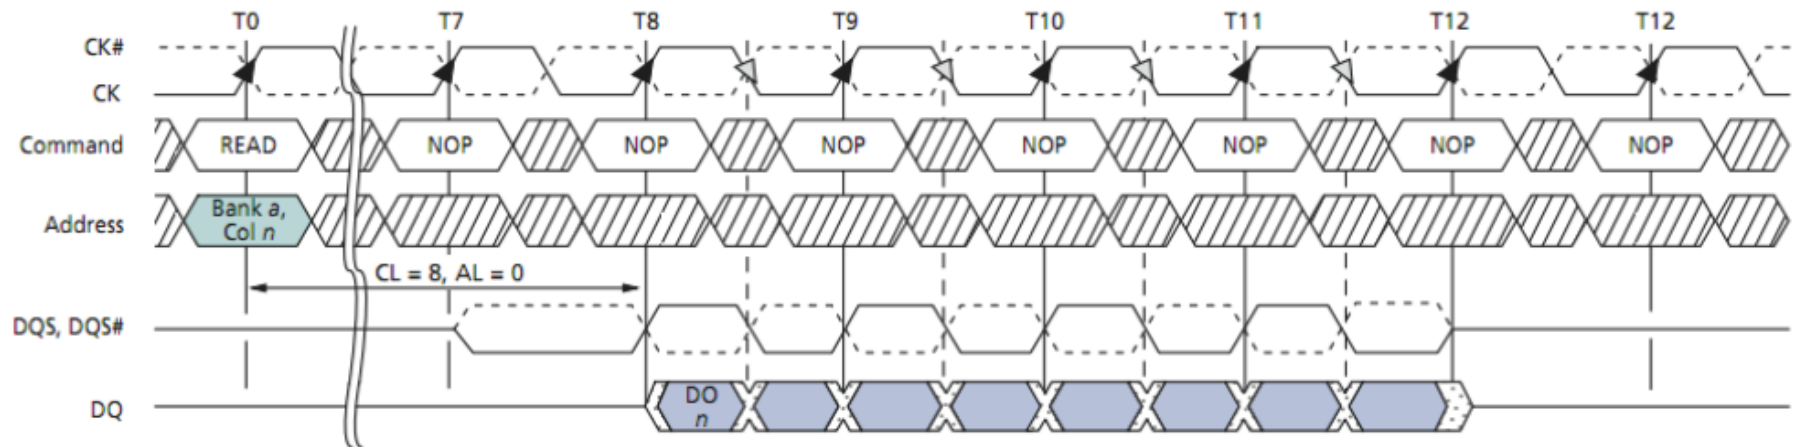 T0 T7 T8 T9 T10 T11 T12 T12
CK#
CK
Command READ NOP NOP NOP NOP NOP NOP NOP
Address Bank a,
Col n
CL = 8, AL = 0
DQS, DQS#
DQ DO
n